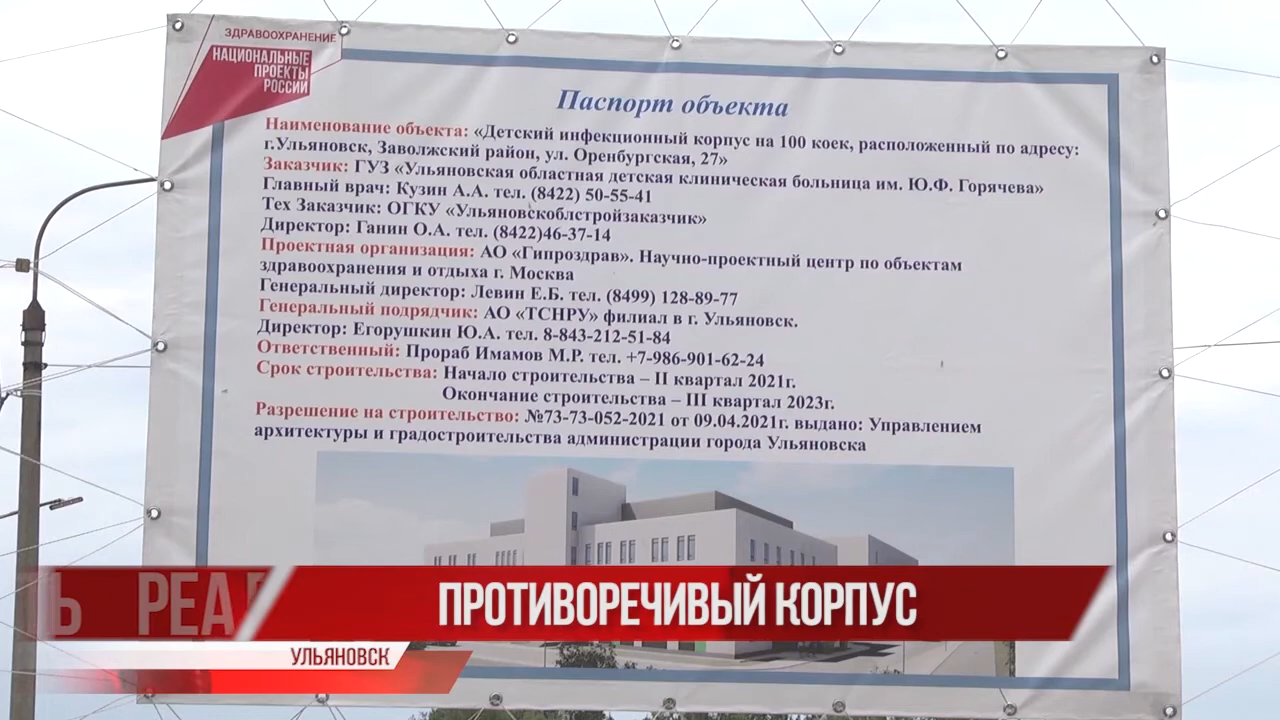 ЗДРАВООХРАНЕНИЕ
НАЦИОНАЛЬНЫЕ
ПРОЕКТЫ
РОССИИ
Паспорт объекта
Наименование объекта: «Детский инфекционный корпус на 100 коек, расположенный по адресу:
г.Ульяновск, Заволжский район, ул. Оренбургская, 27»
Заказчик: ГУЗ «Ульяновская областная детская клиническая больница им. Ю.Ф. Горячева»
Главный врач: Кузин А.А. тел. (8422) 50-55-41
Тех Заказчик: ОГКУ «Ульяновскоблстройзаказчик»
Директор: Ганин О.А. тел. (8422)46-37-14
Проектная организация: АО «Гипроздрав». Научно-проектный центр по объектам
здравоохранения и отдыха г. Москва
Генеральный директор: Левин Е.Б. тел. (8499) 128-89-77
Генеральный подрядчик: АО «ТСНРУ» филиал в г. Ульяновск.
Директор: Егорушкин Ю.А. тел. 8-843-212-51-84
Ответственный: Прораб Имамов М.Р. тел. +7-986-901-62-24
Срок строительства: Начало строительства – II квартал 2021г.
Окончание строительства – III квартал 2023г.
Разрешение на строительство: №73-73-052-2021 от 09.04.2021г. выдано: Управлением
архитектуры и градостроительства администрации города Ульяновска
ПРОТИВОРЕЧИВЫЙ КОРПУС
УЛЬЯНОВСК